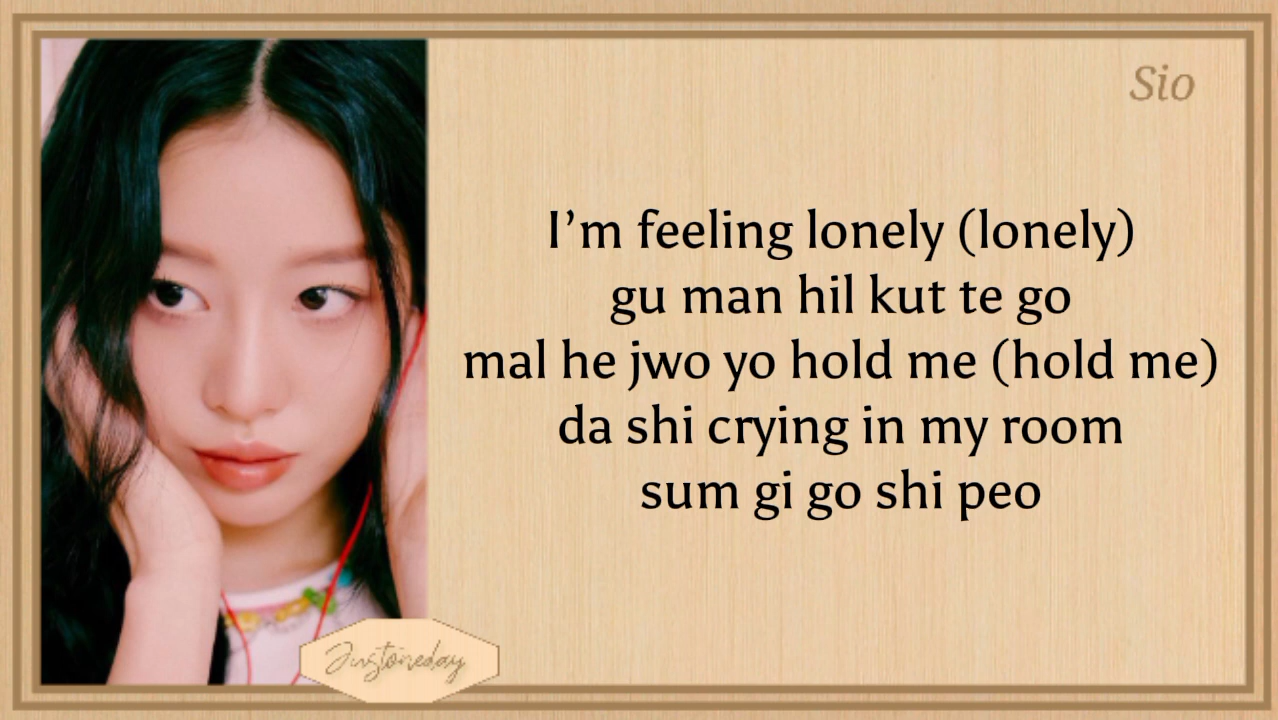 Sio
I’m feeling lonely (lonely)
gu man hil kut te go
mal he jwo yo hold me (hold me)
da shi crying in my room
sum gi go shi peo
Justoneday